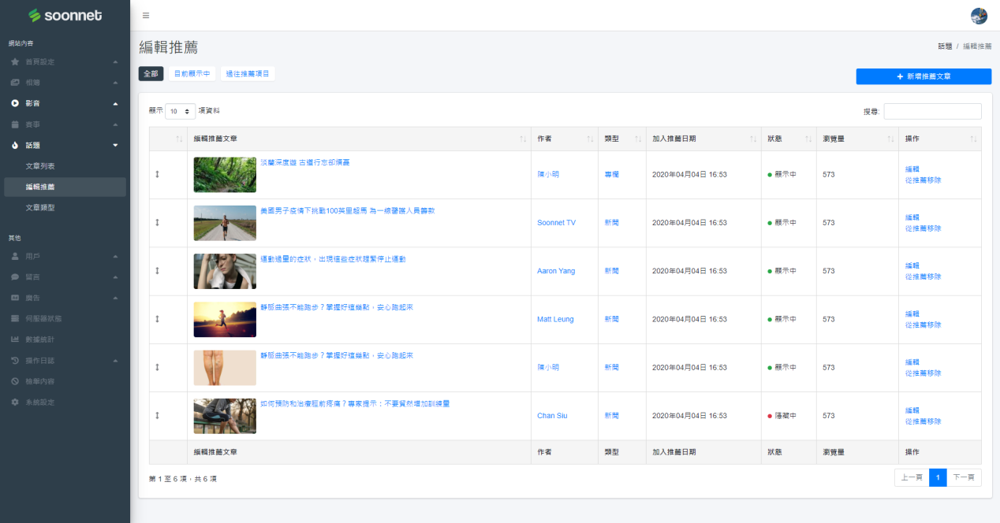 soonnet
網站內容
首頁設定
相簿
影音
賽事
話題
文章列表
編輯推薦
文章類型
其他
用戶
留言
廣告
伺服器狀態
數據統計
操作日誌
檢舉內容
系統設定
編輯推薦
話題 / 編輯推薦
全部 目前顯示中 過往推薦項目
+ 新增推薦文章
顯示 10 項資料
搜尋:
編輯推薦文章 作者 類型 加入推薦日期 狀態 瀏覽量 操作
淡蘭深度遊 古道行忘卻煩囂
陳小明 專欄 2020年04月04日 16:53 顯示中 573
編輯
從推薦移除
美國男子疫情下挑戰100英里超馬 為一線醫護人員籌款
Soonnet TV 新聞 2020年04月04日 16:53 顯示中 573
編輯
從推薦移除
運動過量的症狀，出現這些症狀趕緊停止運動
Aaron Yang 新聞 2020年04月04日 16:53 顯示中 573
編輯
從推薦移除
靜脈曲張不能跑步？掌握好這幾點，安心跑起來
Matt Leung 新聞 2020年04月04日 16:53 顯示中 573
編輯
從推薦移除
靜脈曲張不能跑步？掌握好這幾點，安心跑起來
陳小明 新聞 2020年04月04日 16:53 顯示中 573
編輯
從推薦移除
如何預防和治療脛前疼痛？專家提示：不要貿然增加訓練量
Chan Siu 新聞 2020年04月04日 16:53 隱藏中 573
編輯
從推薦移除
編輯推薦文章 作者 類型 加入推薦日期 狀態 瀏覽量 操作
第 1 至 6 項，共 6 項
上一頁 1 下一頁